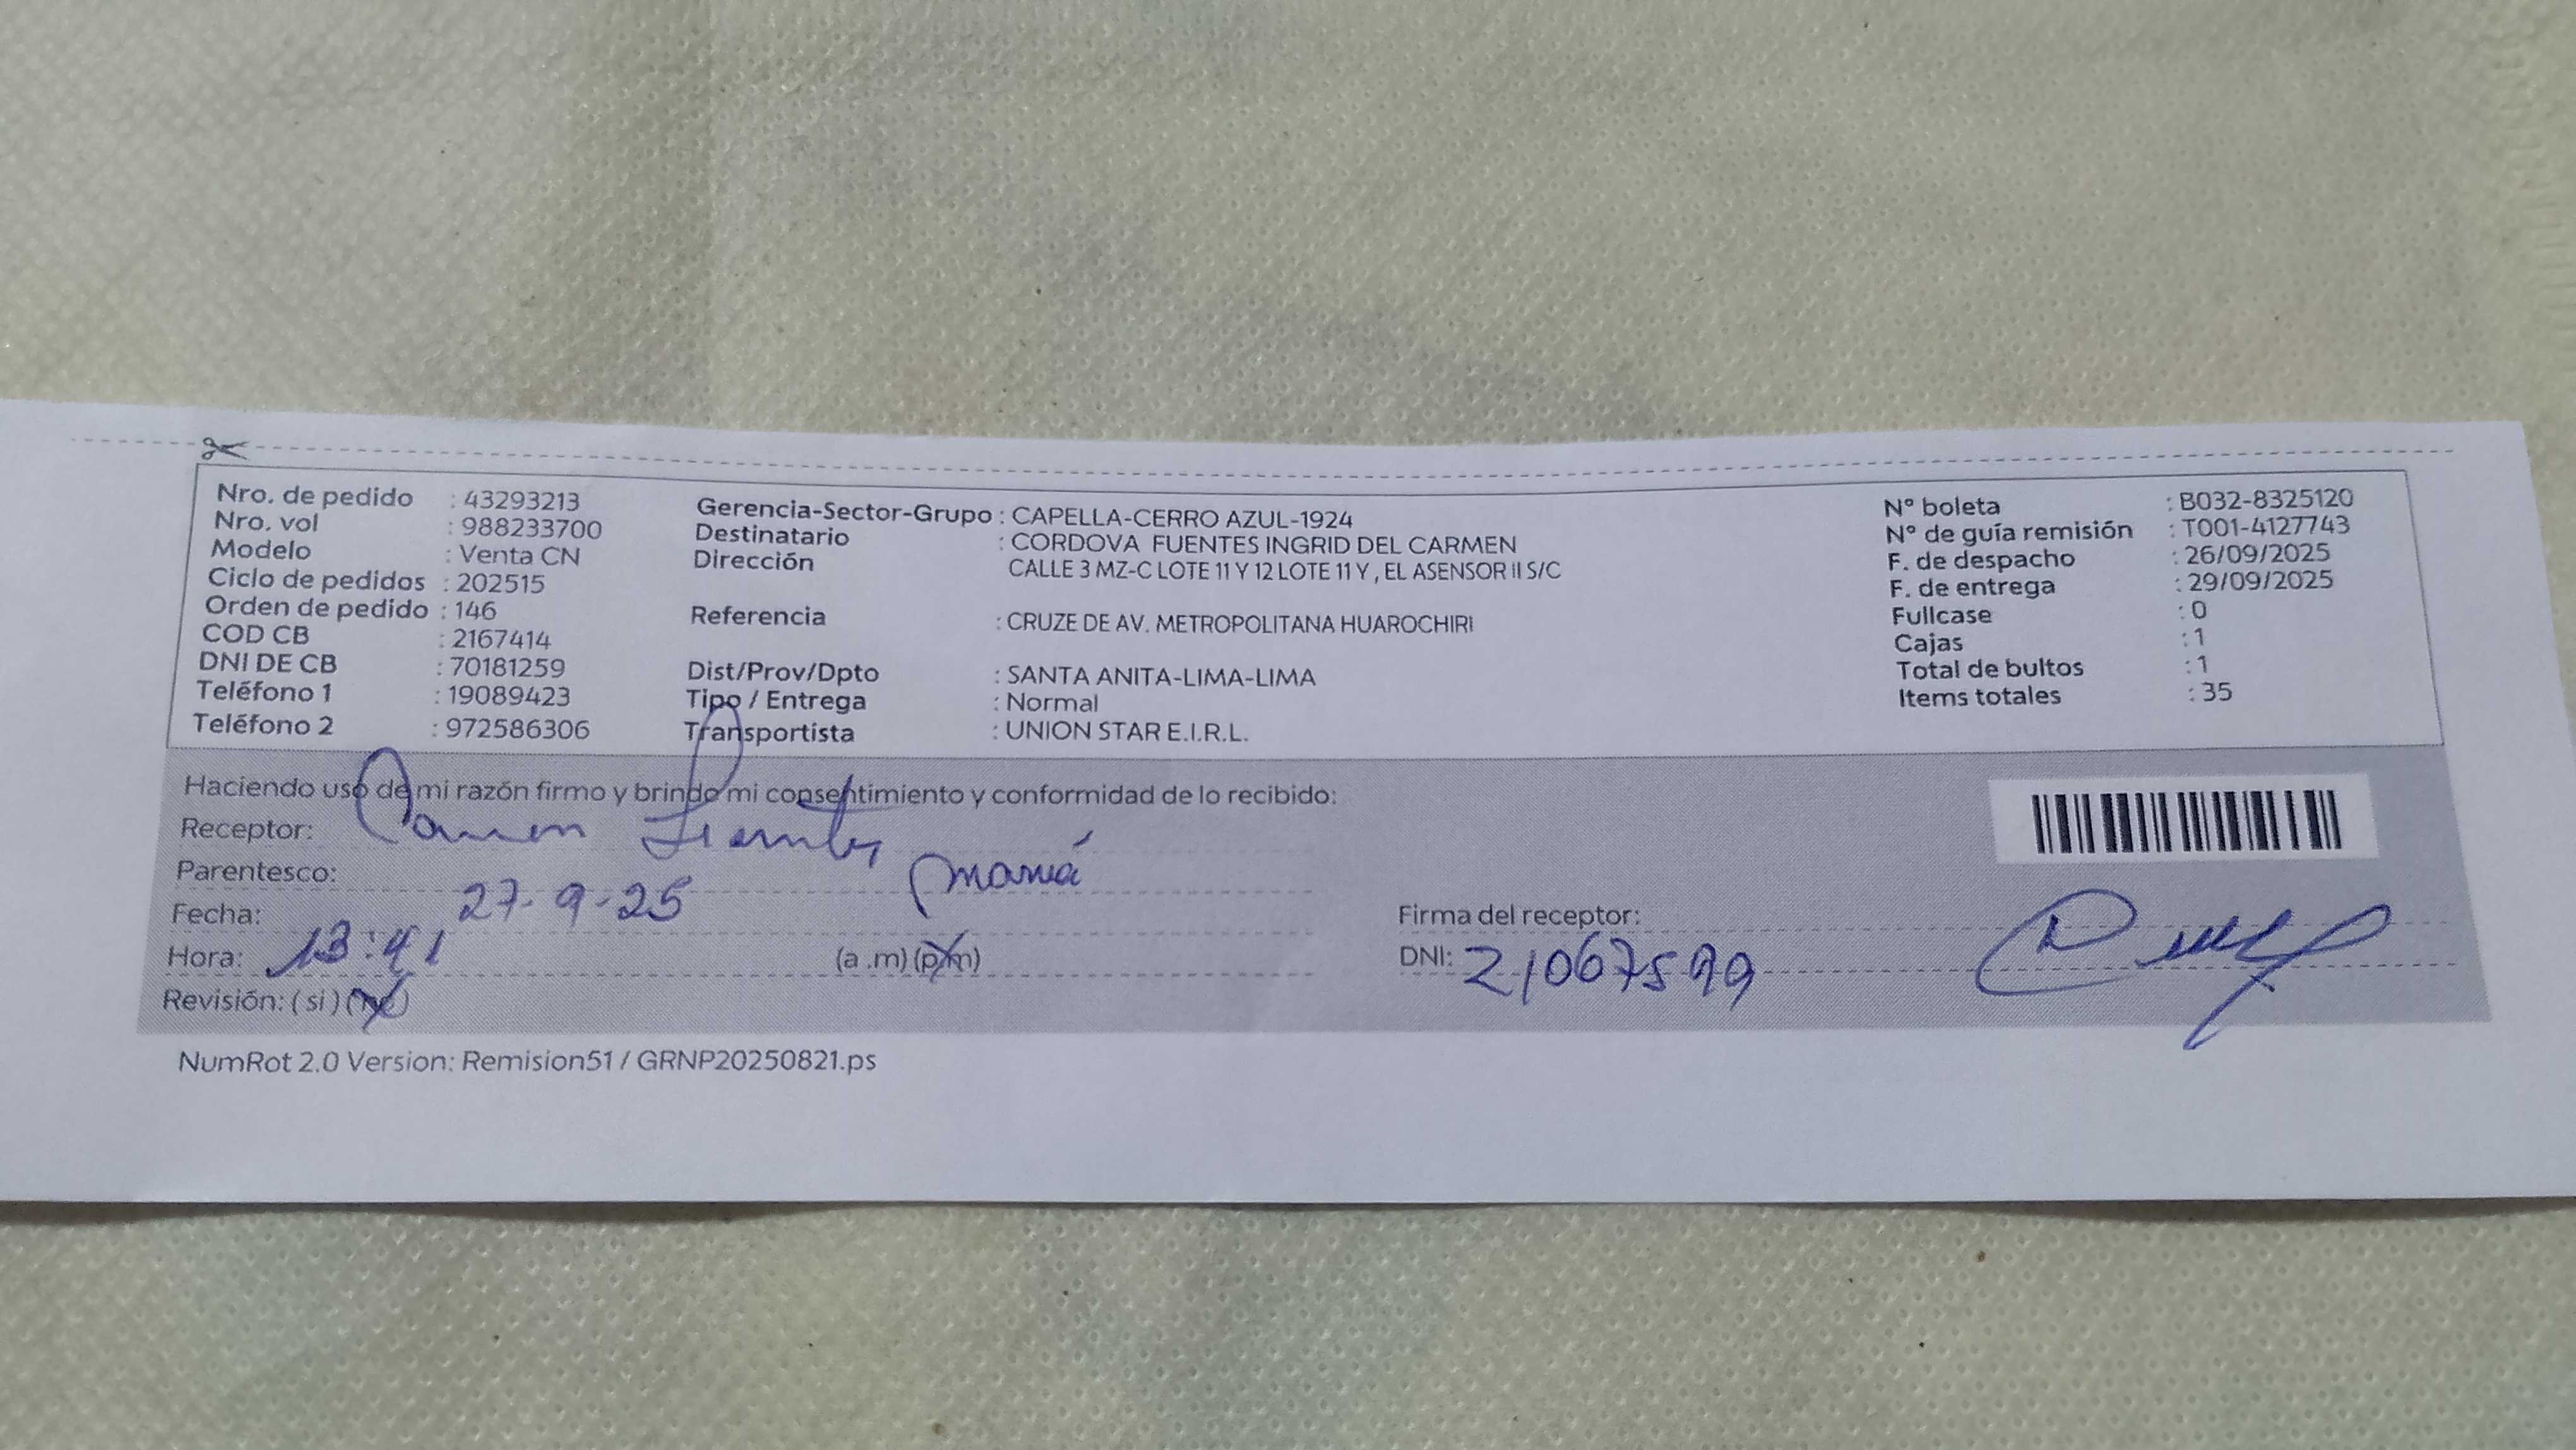 Nro. de pedido : 43293213
Nro. vol : 988233700
Modelo : Venta CN
Ciclo de pedidos : 202515
Orden de pedido : 146
COD CB : 2167414
DNI DE CB : 70181259
Teléfono 1 : 19089423
Teléfono 2 : 972586306
Gerencia-Sector-Grupo : CAPELLA-CERRO AZUL-1924
Destinatario : CORDOVA FUENTES INGRID DEL CARMEN
Dirección CALLE 3 MZ-C LOTE 11 Y 12 LOTE 11 Y , EL ASENSOR II S/C
Referencia : CRUZE DE AV. METROPOLITANA HUAROCHIRI
Dist/Prov/Dpto : SANTA ANITA-LIMA-LIMA
Tipo / Entrega : Normal
Transportista : UNION STAR E.I.R.L.
N° boleta : B032-8325120
N° de guía remisión : T001-4127743
F. de despacho : 26/09/2025
F. de entrega : 29/09/2025
Fullcase : 0
Cajas : 1
Total de bultos : 1
Items totales : 35
Haciendo uso de mi razón firmo y brindo mi consentimiento y conformidad de lo recibido:
Receptor: Carmen
Parentesco: mamá
Fecha: 27-9-25
Hora: 13:41 (a .m) (p.m)
Revisión: ( si ) (no)
Firma del receptor:
DNI: 21067599
NumRot 2.0 Version: Remision51 / GRNP20250821.ps